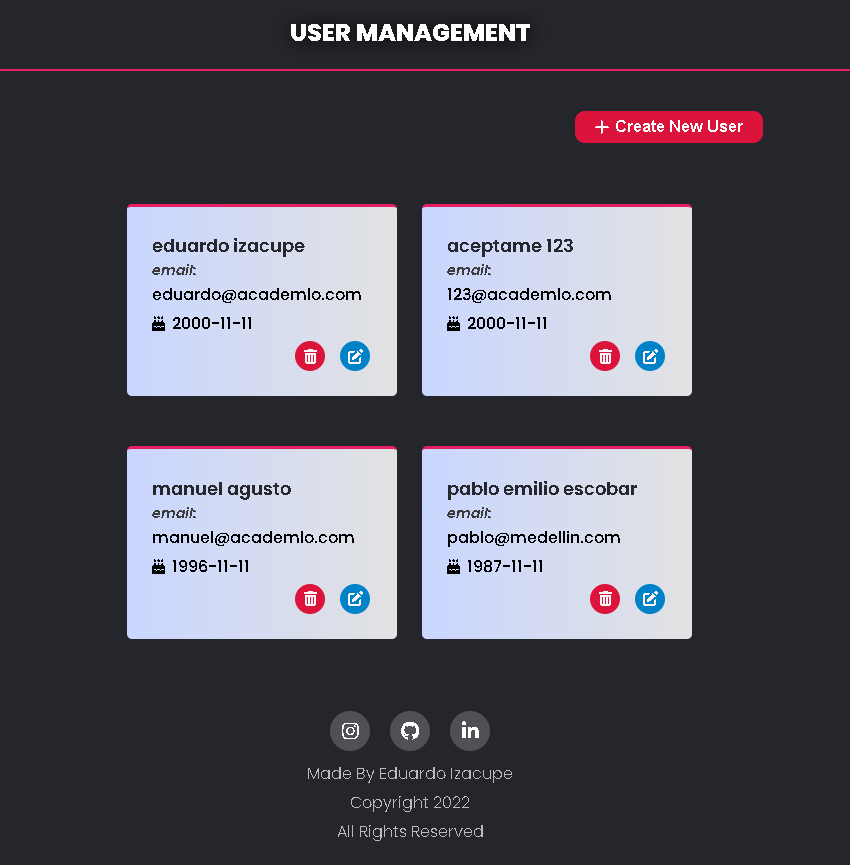 USER MANAGEMENT
+ Create New User
eduardo izacupe
email:
eduardo@academlo.com
2000-11-11
aceptame 123
email:
123@academlo.com
2000-11-11
manuel agusto
email:
manuel@academlo.com
1996-11-11
pablo emilio escobar
email:
pablo@medellin.com
1987-11-11
in
Made By Eduardo Izacupe
Copyright 2022
All Rights Reserved